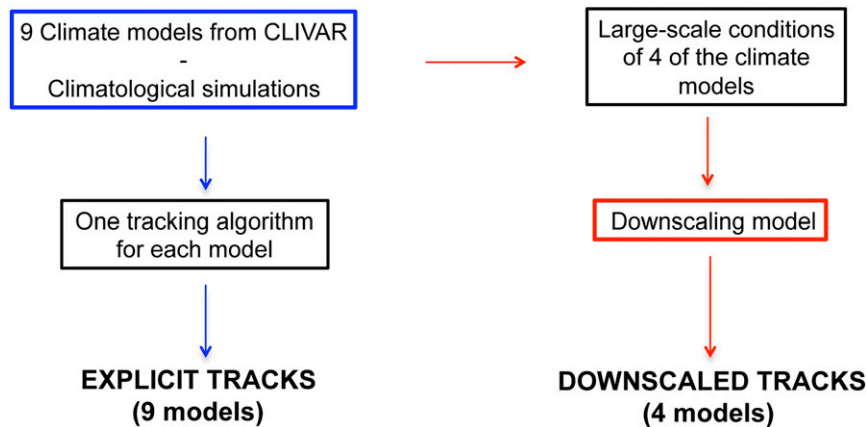 9 Climate models from CLIVAR
-
Climatological simulations
Large-scale conditions
of 4 of the climate
models
One tracking algorithm
for each model
Downscaling model
EXPLICIT TRACKS
(9 models)
DOWNSCALED TRACKS
(4 models)